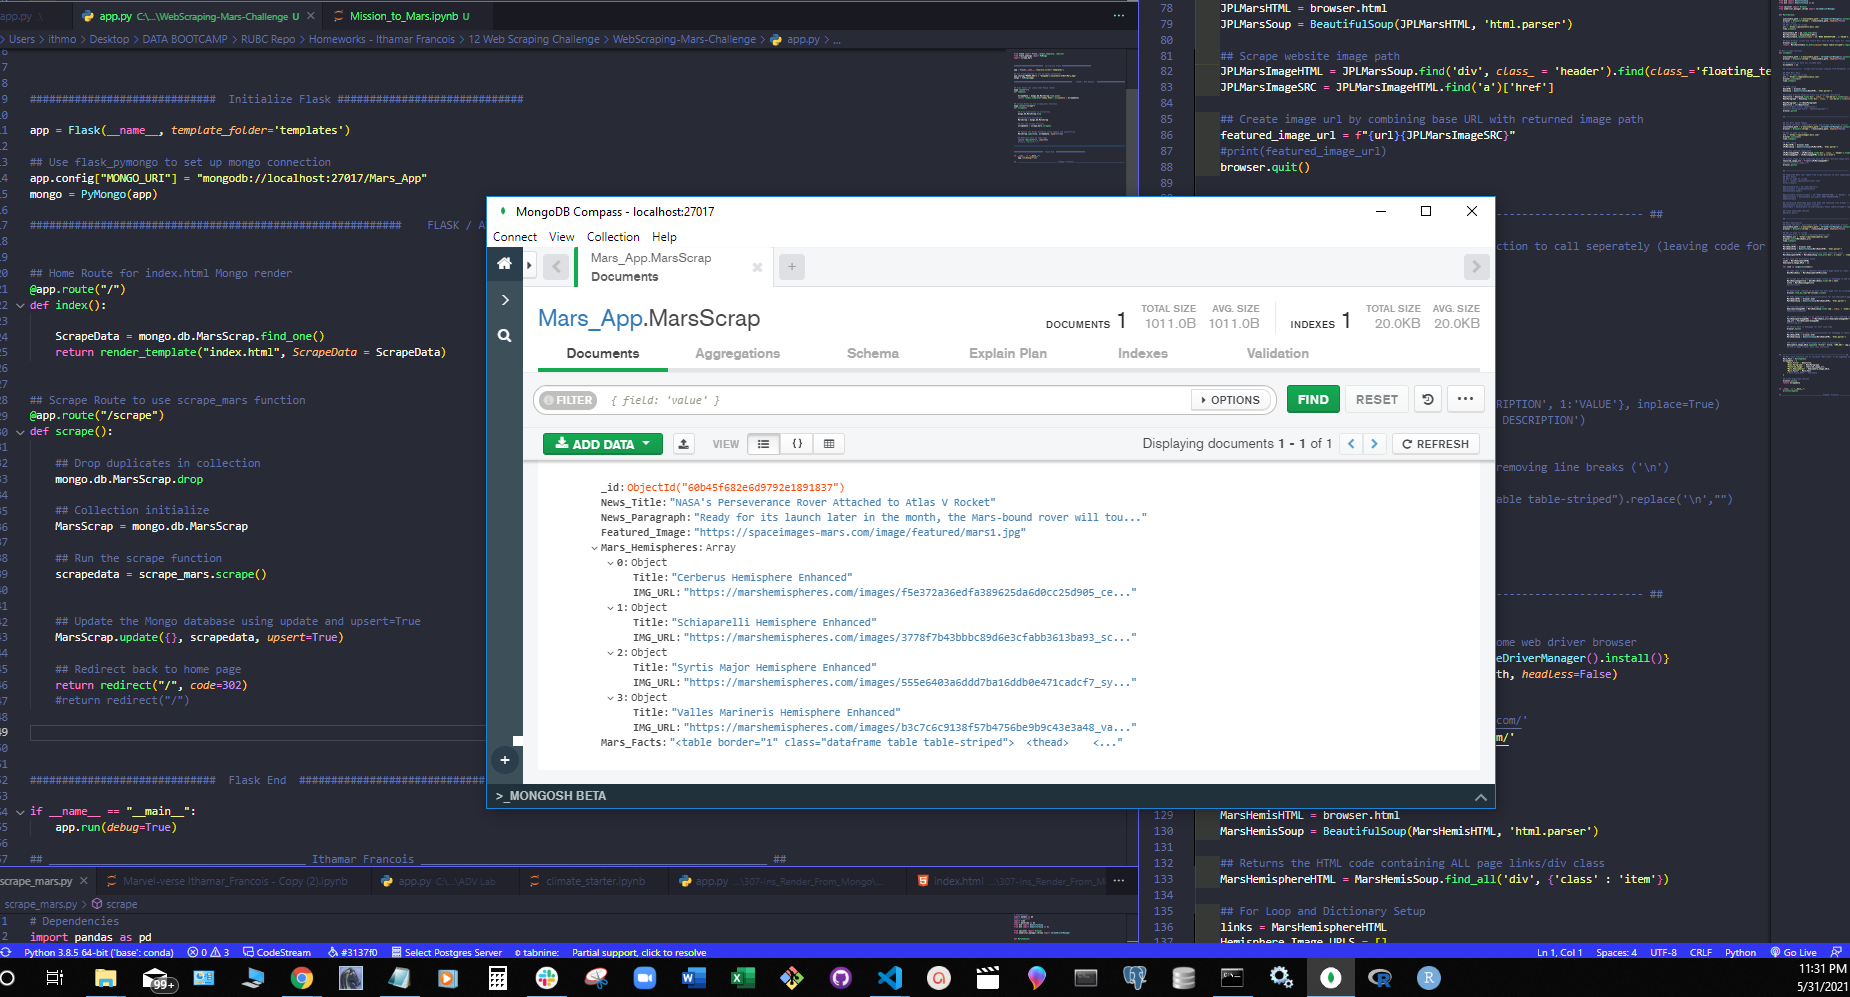 app.py
app.py C:\...\WebScraping-Mars-Challenge U
Mission_to_Mars.ipynb U
Users > ithmo > Desktop > DATA BOOTCAMP > RUBC Repo > Homeworks - Ithamar Francois > 12 Web Scraping Challenge > WebScraping-Mars-Challenge > app.py > ...
############################# Initialize Flask #############################
app = Flask(__name__, template_folder='templates')
## Use flask_pymongo to set up mongo connection
app.config["MONGO_URI"] = "mongodb://localhost:27017/Mars_App"
mongo = PyMongo(app)
########################################################## FLASK / A
## Home Route for index.html Mongo render
@app.route("/")
def index():
ScrapeData = mongo.db.MarsScrap.find_one()
return render_template("index.html", ScrapeData = ScrapeData)
## Scrape Route to use scrape_mars function
@app.route("/scrape")
def scrape():
## Drop duplicates in collection
mongo.db.MarsScrap.drop
## Collection initialize
MarsScrap = mongo.db.MarsScrap
## Run the scrape function
scrapedata = scrape_mars.scrape()
## Update the Mongo database using update and upsert=True
MarsScrap.update({}, scrapedata, upsert=True)
## Redirect back to home page
return redirect("/", code=302)
#return redirect("/")
############################# Flask End #############################
if __name__ == "__main__":
app.run(debug=True)
## Ithamar Francois ##
scrape_mars.py
Marvel-verse Ithamar_Francois - Copy (2).ipynb
app.py C:\...\ADV Lab
climate_starter.ipynb
app.py ...\307-Ins_Render_From_Mongo\...
index.html ...\307-Ins_Render_From_M
scrape_mars.py > scrape
1 # Dependencies
2 import pandas as pd
78 JPLMarsHTML = browser.html
79 JPLMarsSoup = BeautifulSoup(JPLMarsHTML, 'html.parser')
80
81 ## Scrape website image path
82 JPLMarsImageHTML = JPLMarsSoup.find('div', class_ = 'header').find(class_='floating_te
83 JPLMarsImageSRC = JPLMarsImageHTML.find('a')['href']
84
85 ## Create image url by combining base URL with returned image path
86 featured_image_url = f"{url}{JPLMarsImageSRC}"
87 #print(featured_image_url)
88 browser.quit()
89
---------------------- ##
ction to call seperately (leaving code for
RIPTION', 1:'VALUE'}, inplace=True)
DESCRIPTION')
removing line breaks ('\n')
able table-striped").replace('\n',"")
---------------------- ##
ome web driver browser
eDriverManager().install()}
th, headless=False)
com/'
m/'
129 MarsHemisHTML = browser.html
130 MarsHemisSoup = BeautifulSoup(MarsHemisHTML, 'html.parser')
131
132 ## Returns the HTML code containing ALL page links/div class
133 MarsHemisphereHTML = MarsHemisSoup.find_all('div', {'class' : 'item'})
134
135 ## For Loop and Dictionary Setup
136 links = MarsHemisphereHTML
137 Hemisphere_Image_URLS = []
MongoDB Compass - localhost:27017
Connect View Collection Help
Mars_App.MarsScrap
Documents
Mars_App.MarsScrap
DOCUMENTS 1 TOTAL SIZE 1011.0B AVG. SIZE 1011.0B INDEXES 1 TOTAL SIZE 20.0KB AVG. SIZE 20.0KB
Documents Aggregations Schema Explain Plan Indexes Validation
FILTER { field: 'value' } OPTIONS FIND RESET
ADD DATA VIEW {} Displaying documents 1 - 1 of 1 REFRESH
_id: ObjectId("60b45f682e6d9792e1891837")
News_Title: "NASA's Perseverance Rover Attached to Atlas V Rocket"
News_Paragraph: "Ready for its launch later in the month, the Mars-bound rover will tou..."
Featured_Image: "https://spaceimages-mars.com/image/featured/mars1.jpg"
Mars_Hemispheres: Array
0: Object
Title: "Cerberus Hemisphere Enhanced"
IMG_URL: "https://marshemispheres.com/images/f5e372a36edfa389625da6d0cc25d905_ce..."
1: Object
Title: "Schiaparelli Hemisphere Enhanced"
IMG_URL: "https://marshemispheres.com/images/3778f7b43bbbc89d6e3cfabb3613ba93_sc..."
2: Object
Title: "Syrtis Major Hemisphere Enhanced"
IMG_URL: "https://marshemispheres.com/images/555e6403a6ddd7ba16ddb0e471cadcf7_sy..."
3: Object
Title: "Valles Marineris Hemisphere Enhanced"
IMG_URL: "https://marshemispheres.com/images/b3c7c6c9138f57b4756be9b9c43e3a48_va..."
Mars_Facts: "<table border="1" class="dataframe table table-striped"> <thead> <..."
>_MONGOSH BETA
Python 3.8.5 64-bit ('base': conda) 0 3 CodeStream #3137f0 Select Postgres Server tabnine: Partial support, click to resolve
Ln 1, Col 1 Spaces: 4 UTF-8 CRLF Python Go Live
99+
11:31 PM
5/31/2021